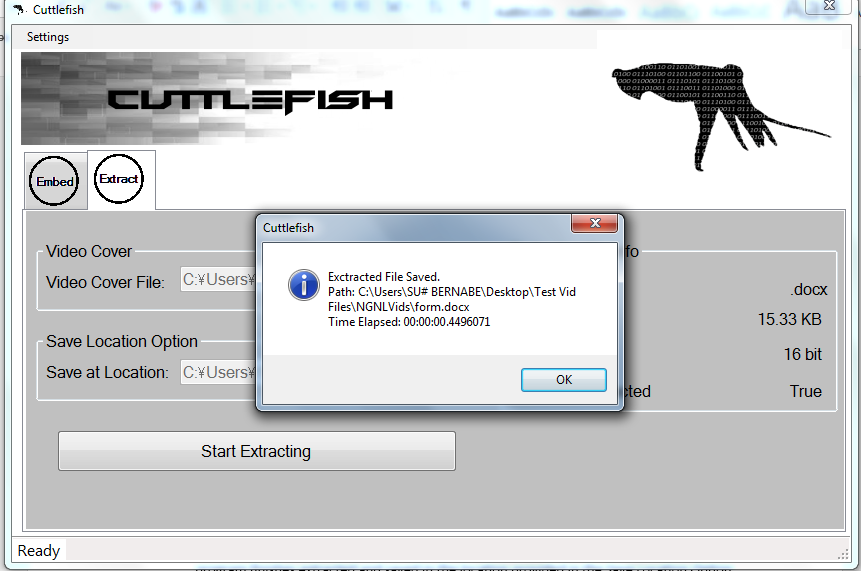 Cuttlefish
Settings
CUTTLEFISH
Embed
Extract
Video Cover
Video Cover File:
C:¥Users¥
Save Location Option
Save at Location:
C:¥Users¥
Start Extracting
Cuttlefish
Exctracted File Saved.
Path: C:\Users\SU# BERNABE\Desktop\Test Vid
Files\NGNLVids\form.docx
Time Elapsed: 00:00:00.4496071
OK
fo
.docx
15.33 KB
16 bit
cted
True
Ready